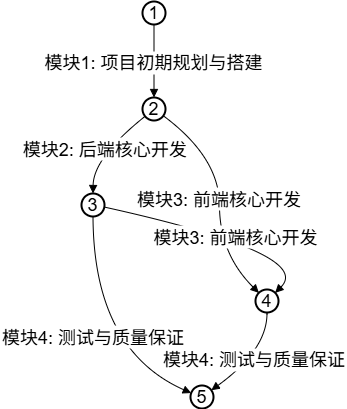 1
模块1: 项目初期规划与搭建
2
模块2: 后端核心开发
模块3: 前端核心开发
3
模块3: 前端核心开发
4
模块4: 测试与质量保证
模块4: 测试与质量保证
5